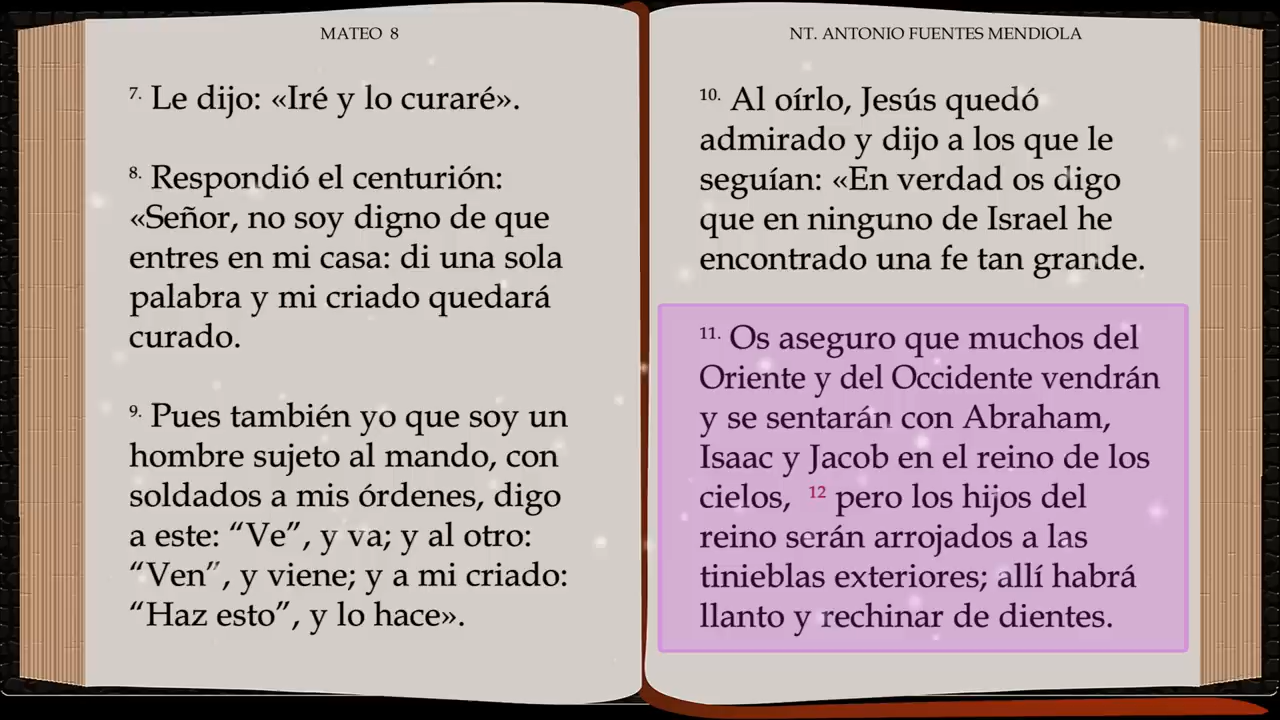 MATEO 8
7. Le dijo: «Iré y lo curaré».
8. Respondió el centurión:
«Señor, no soy digno de que
entres en mi casa: di una sola
palabra y mi criado quedará
curado.
9. Pues también yo que soy un
hombre sujeto al mando, con
soldados a mis órdenes, digo
a este: “Ve”, y va; y al otro:
“Ven”, y viene; y a mi criado:
“Haz esto”, y lo hace».
NT. ANTONIO FUENTES MENDIOLA
10. Al oírlo, Jesús quedó
admirado y dijo a los que le
seguían: «En verdad os digo
que en ninguno de Israel he
encontrado una fe tan grande.
11. Os aseguro que muchos del
Oriente y del Occidente vendrán
y se sentarán con Abraham,
Isaac y Jacob en el reino de los
cielos, 12 pero los hijos del
reino serán arrojados a las
tinieblas exteriores; allí habrá
llanto y rechinar de dientes.